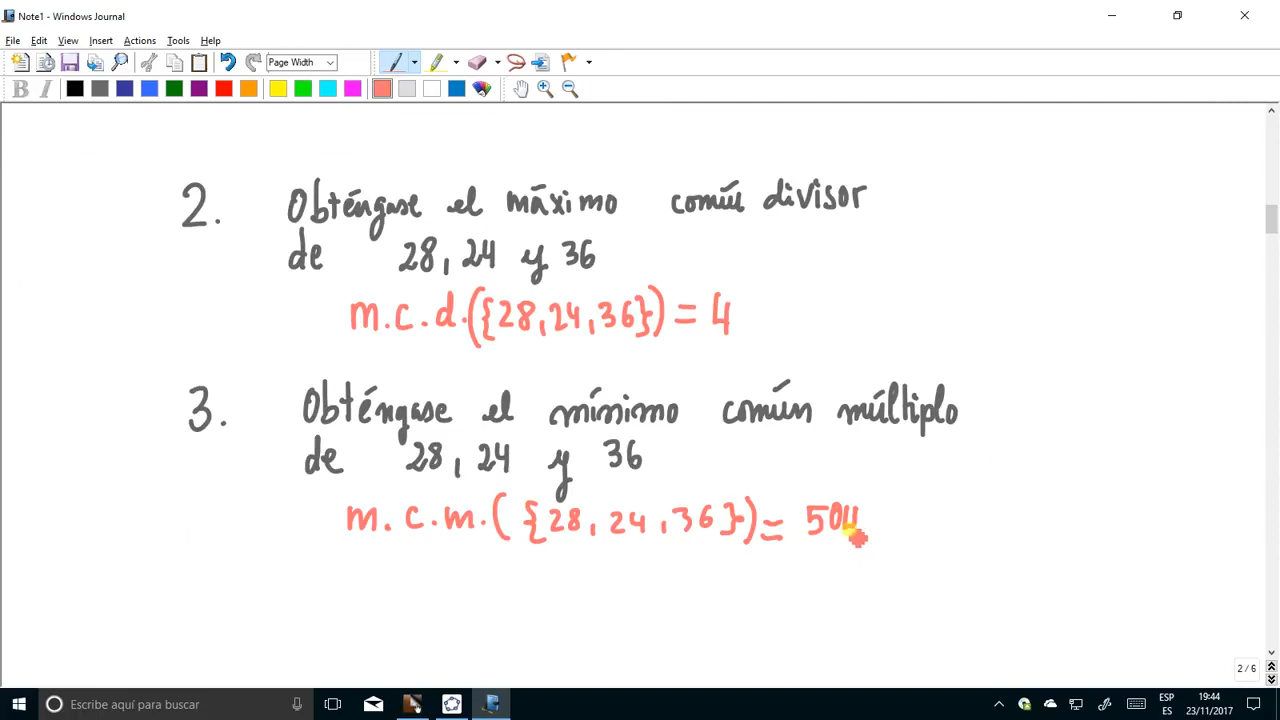 Note1 - Windows Journal
File Edit View Insert Actions Tools Help
Page Width
B I
2. Obténgase el máximo común divisor
de 28, 24 y 36
m.c.d.({28,24,36}) = 4
3. Obténgase el mínimo común múltiplo
de 28, 24 y 36
m.c.m.({28,24,36}) = 504
2 / 6
Escribe aquí para buscar
ESP 19:44
ES 23/11/2017